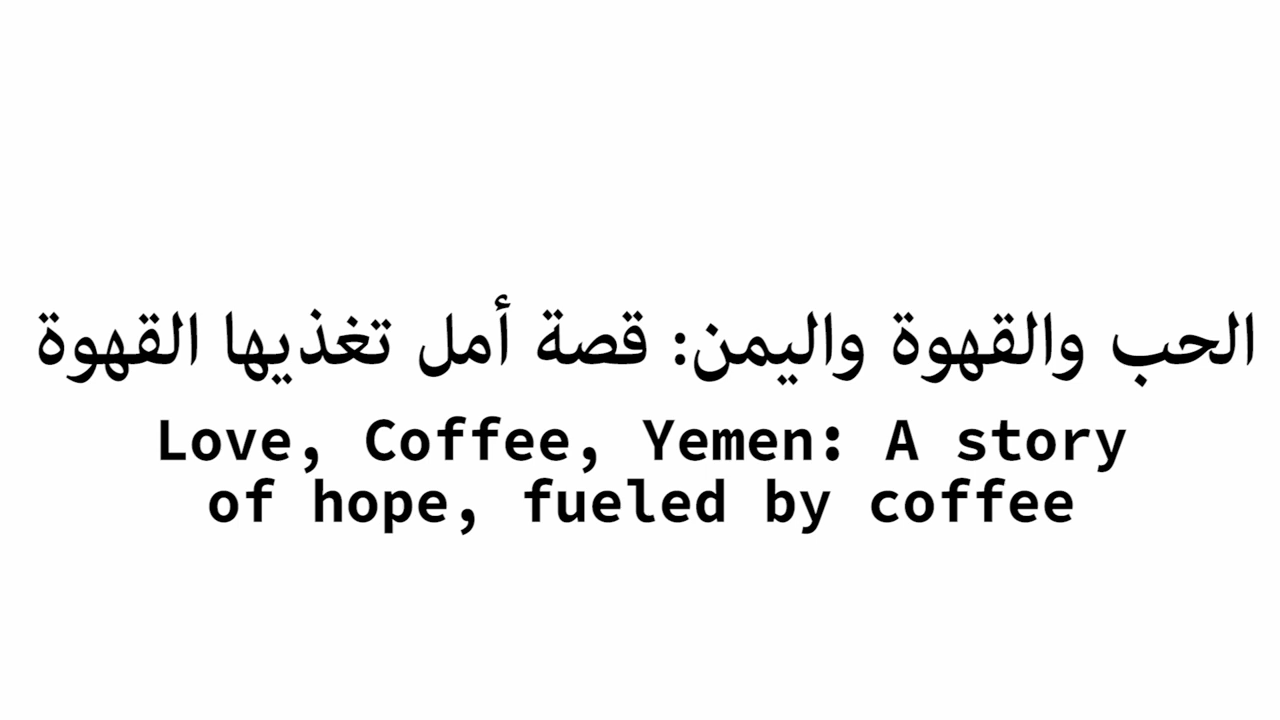 الحب والقهوة واليمن: قصة أمل تغذيها القهوة
Love, Coffee, Yemen: A story
of hope, fueled by coffee